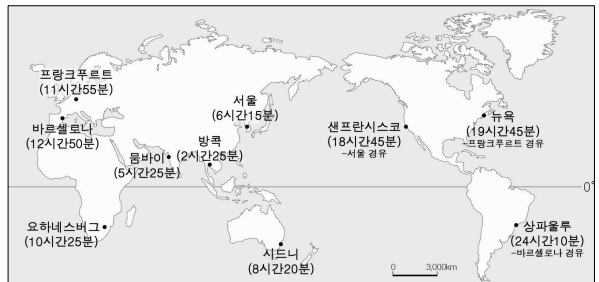 프랑크푸르트
(11시간55분)
바르셀로나
(12시간50분)
서울
(6시간15분)
방콕
(2시간25분)
뭄바이
(5시간25분)
샌프란시스코
(18시간45분)
-서울 경유
뉴욕
(19시간45분)
-프랑크푸르트 경유
0°
요하네스버그
(10시간25분)
시드니
(8시간20분)
상파울루
(24시간10분)
-바르셀로나 경유
0 3,000km